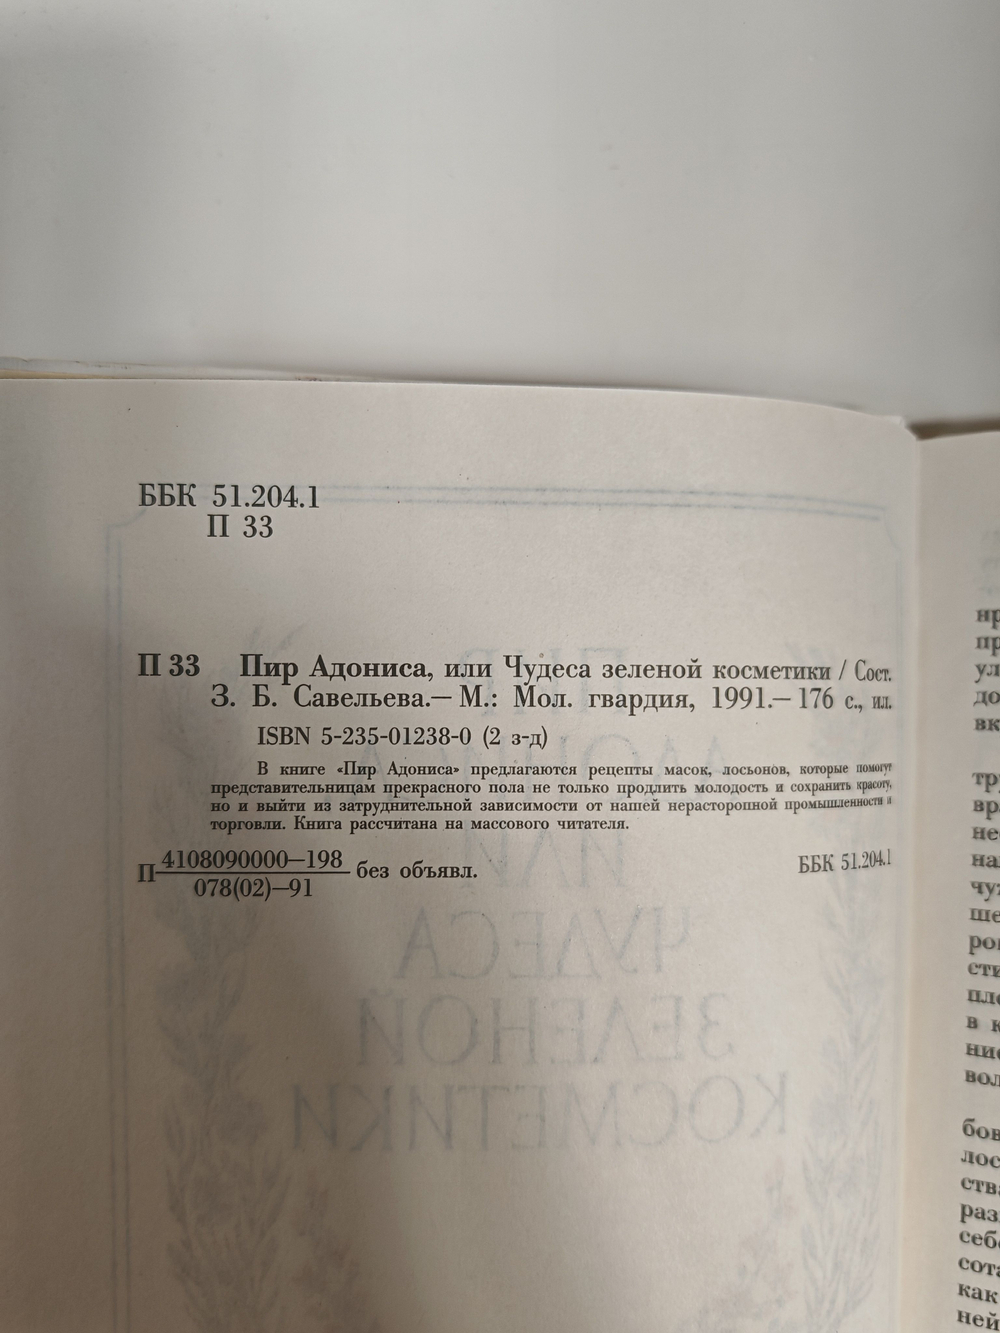 ББК 51.204.1
П 33
П 33 Пир Адониса, или Чудеса зеленой косметики / Сост.
З. Б. Савельева.— М.: Мол. гвардия, 1991.— 176 с., ил.
ISBN 5-235-01238-0 (2 з-д)
В книге «Пир Адониса» предлагаются рецепты масок, лосьонов, которые помогут
представительницам прекрасного пола не только продлить молодость и сохранить красоту,
но и выйти из затруднительной зависимости от нашей нерасторопной промышленности и
торговли. Книга рассчитана на массового читателя.
П 4108090000—198
078(02)—91 без объявл.
ББК 51.204.1
ЧУДЕСА
ЗЕЛЕНОЙ
КОСМЕТИКИ